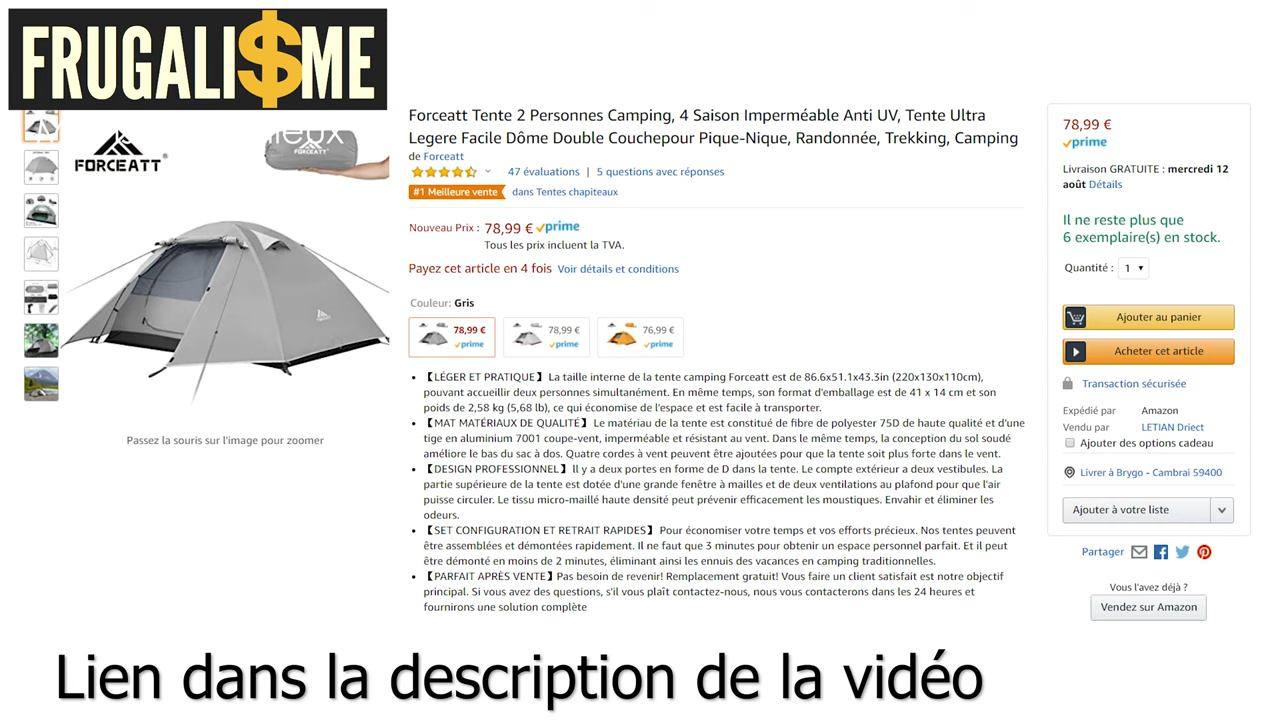 FRUGALI$ME
FORCEATT
FORCEATT
Passez la souris sur l'image pour zoomer
Forceatt Tente 2 Personnes Camping, 4 Saison Imperméable Anti UV, Tente Ultra
Legere Facile Dôme Double Couchepour Pique-Nique, Randonnée, Trekking, Camping
de Forceatt
47 évaluations | 5 questions avec réponses
#1 Meilleure vente dans Tentes chapiteaux
Nouveau Prix : 78,99 € prime
Tous les prix incluent la TVA.
Payez cet article en 4 fois Voir détails et conditions
Couleur: Gris
78,99 € prime
78,99 € prime
76,99 € prime
• 【LÉGER ET PRATIQUE】 La taille interne de la tente camping Forceatt est de 86.6x51.1x43.3in (220x130x110cm),
pouvant accueillir deux personnes simultanément. En même temps, son format d'emballage est de 41 x 14 cm et son
poids de 2,58 kg (5,68 lb), ce qui économise de l'espace et est facile à transporter.
• 【MAT MATÉRIAUX DE QUALITÉ】 Le matériau de la tente est constitué de fibre de polyester 75D de haute qualité et d'une
tige en aluminium 7001 coupe-vent, imperméable et résistant au vent. Dans le même temps, la conception du sol soudé
améliore le bas du sac à dos. Quatre cordes à vent peuvent être ajoutées pour que la tente soit plus forte dans le vent.
• 【DESIGN PROFESSIONNEL】 Il y a deux portes en forme de D dans la tente. Le compte extérieur a deux vestibules. La
partie supérieure de la tente est dotée d'une grande fenêtre à mailles et de deux ventilations au plafond pour que l'air
puisse circuler. Le tissu micro-maillé haute densité peut prévenir efficacement les moustiques. Envahir et éliminer les
odeurs.
• 【SET CONFIGURATION ET RETRAIT RAPIDES】 Pour économiser votre temps et vos efforts précieux. Nos tentes peuvent
être assemblées et démontées rapidement. Il ne faut que 3 minutes pour obtenir un espace personnel parfait. Et il peut
être démonté en moins de 2 minutes, éliminant ainsi les ennuis des vacances en camping traditionnelles.
• 【PARFAIT APRÈS VENTE】Pas besoin de revenir! Remplacement gratuit! Vous faire un client satisfait est notre objectif
principal. Si vous avez des questions, s'il vous plaît contactez-nous, nous vous contacterons dans les 24 heures et
fournirons une solution complète
78,99 €
prime
Livraison GRATUITE : mercredi 12
août Détails
Il ne reste plus que
6 exemplaire(s) en stock.
Quantité : 1
Ajouter au panier
Acheter cet article
Transaction sécurisée
Expédié par Amazon
Vendu par LETIAN Driect
Ajouter des options cadeau
Livrer à Brygo - Cambrai 59400
Ajouter à votre liste
Partager
Vous l'avez déjà ?
Vendez sur Amazon
Lien dans la description de la vidéo